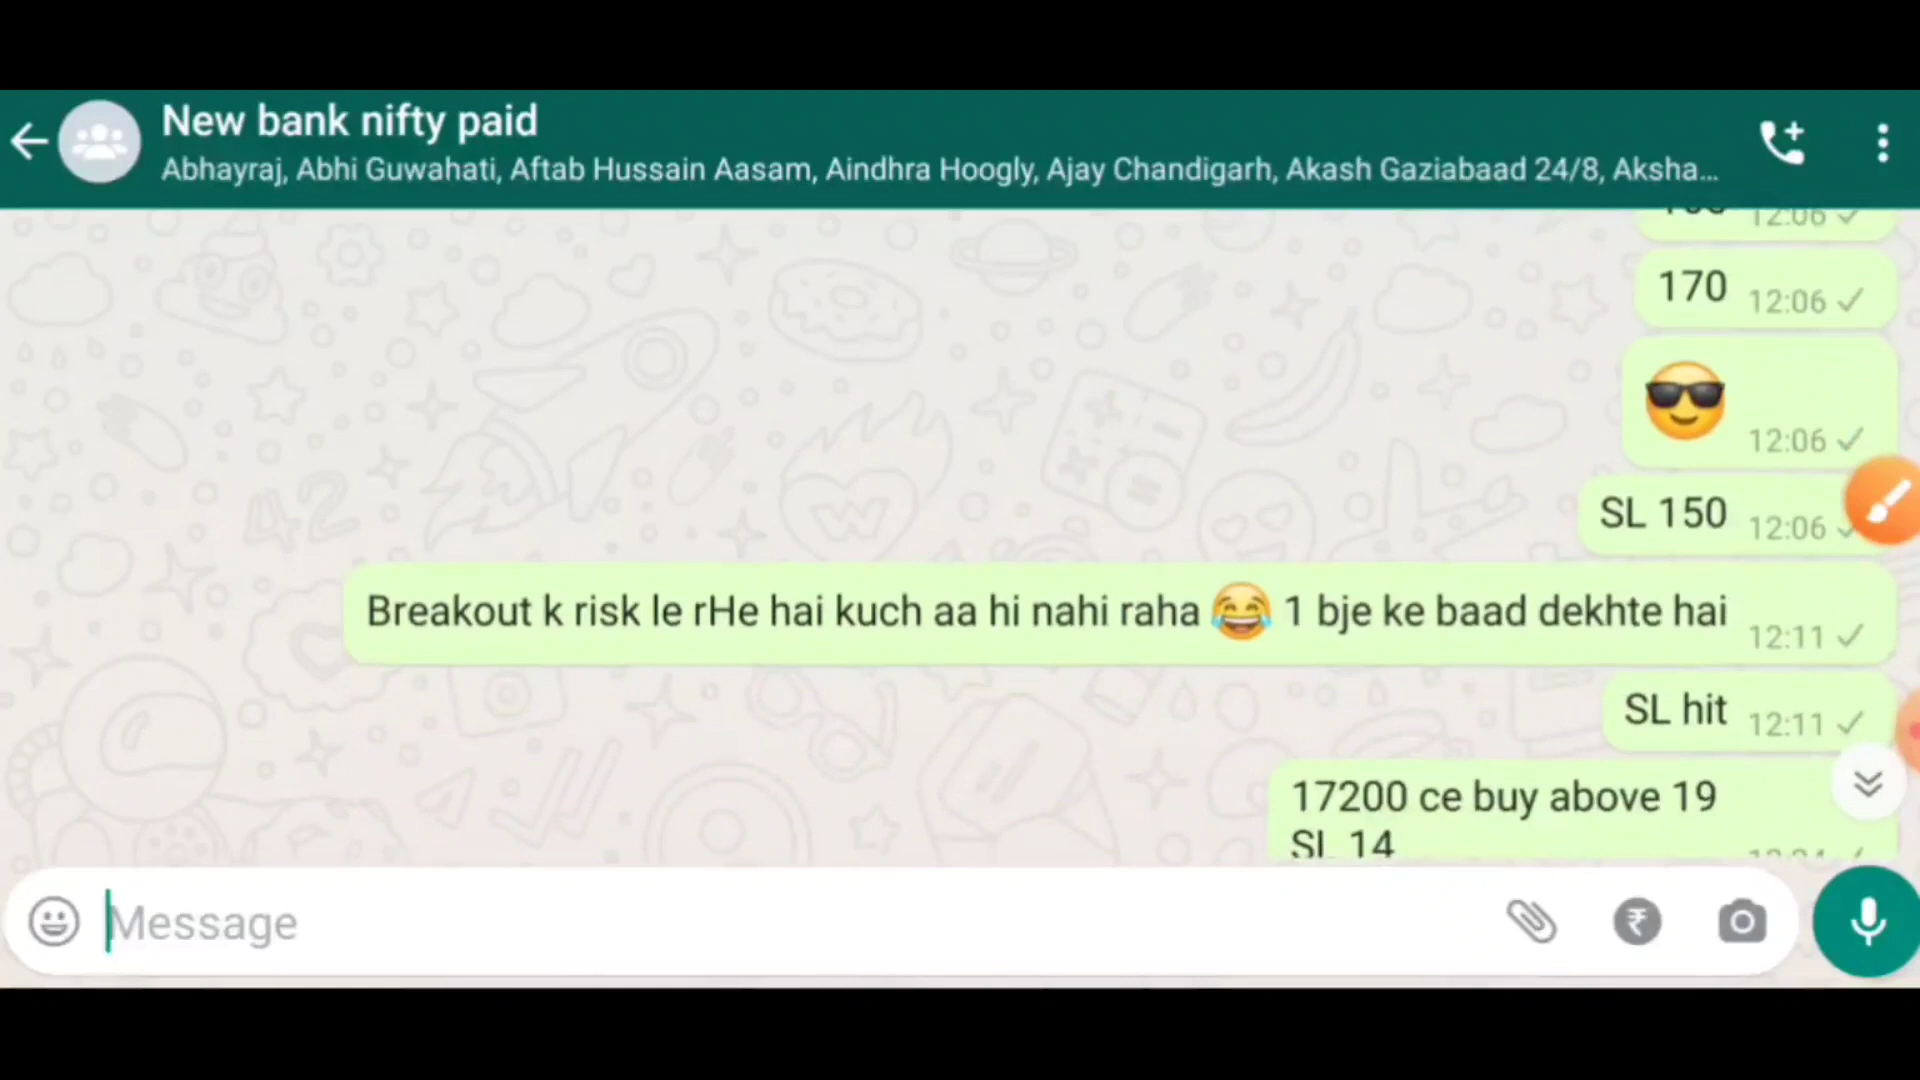 New bank nifty paid
Abhayraj, Abhi Guwahati, Aftab Hussain Aasam, Aindhra Hoogly, Ajay Chandigarh, Akash Gaziabaad 24/8, Aksha...
12:06
170 12:06
😎 12:06
SL 150 12:06
Breakout k risk le rHe hai kuch aa hi nahi raha 😂 1 bje ke baad dekhte hai 12:11
SL hit 12:11
17200 ce buy above 19
SL 14
Message